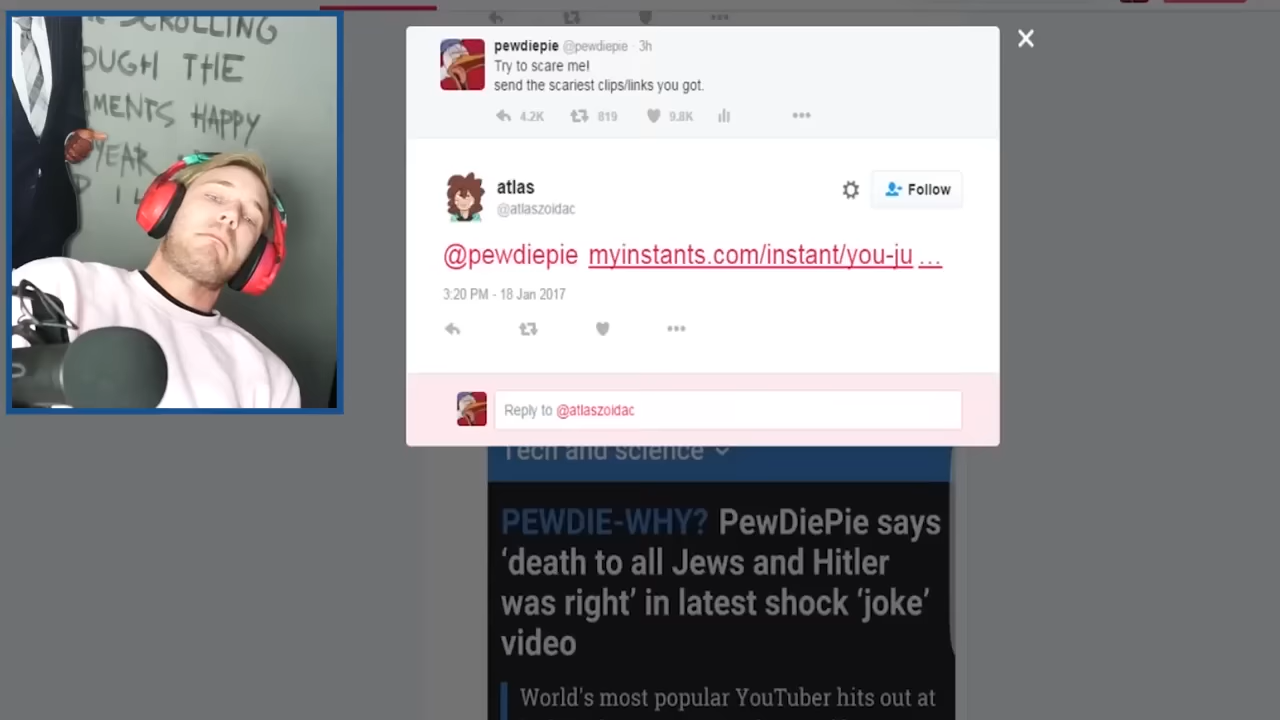 SCROLLING
OUGH THE
MENTS HAPPY
YEAR
pewdiepie @pewdiepie · 3h
Try to scare me!
send the scariest clips/links you got.
4.2K 819 9.8K
atlas
@atlaszoidac
Follow
@pewdiepie myinstants.com/instant/you-ju …
3:20 PM - 18 Jan 2017
Reply to @atlaszoidac
Tech and science
PEWDIE-WHY? PewDiePie says
‘death to all Jews and Hitler
was right’ in latest shock ‘joke’
video
World's most popular YouTuber hits out at